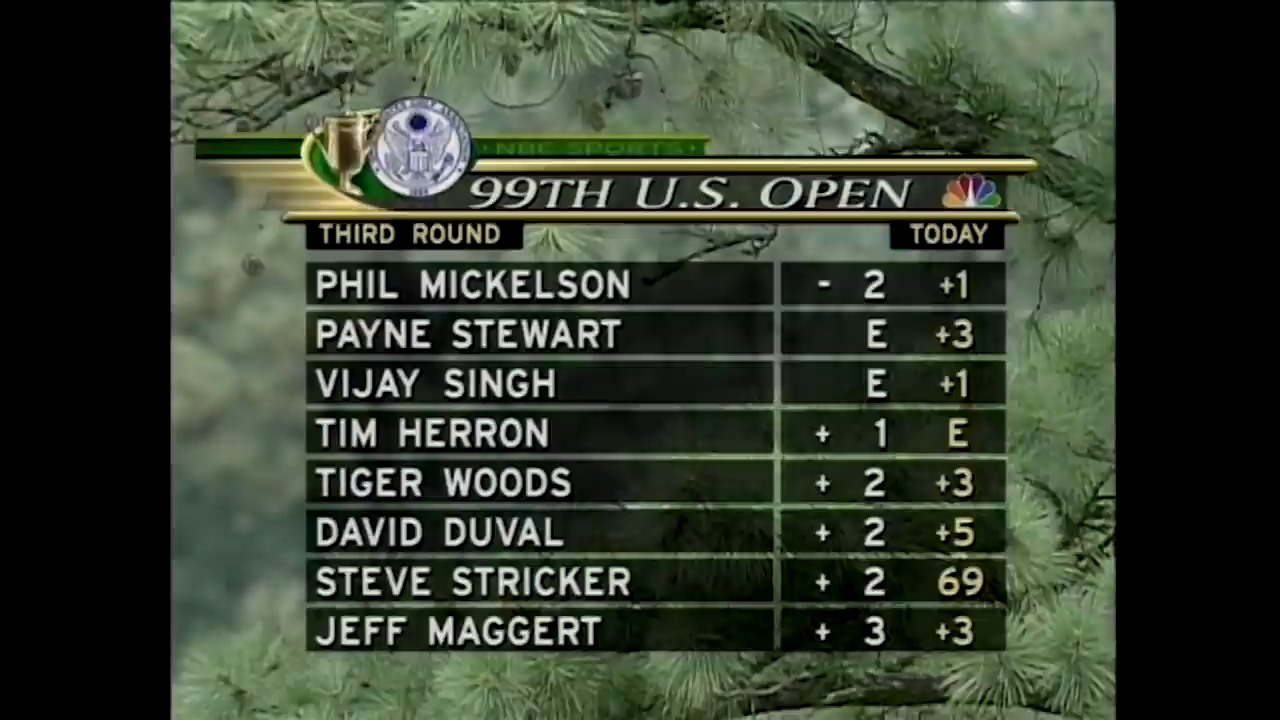 NBC SPORTS
99TH U.S. OPEN
THIRD ROUND TODAY
PHIL MICKELSON - 2 +1
PAYNE STEWART E +3
VIJAY SINGH E +1
TIM HERRON + 1 E
TIGER WOODS + 2 +3
DAVID DUVAL + 2 +5
STEVE STRICKER + 2 69
JEFF MAGGERT + 3 +3